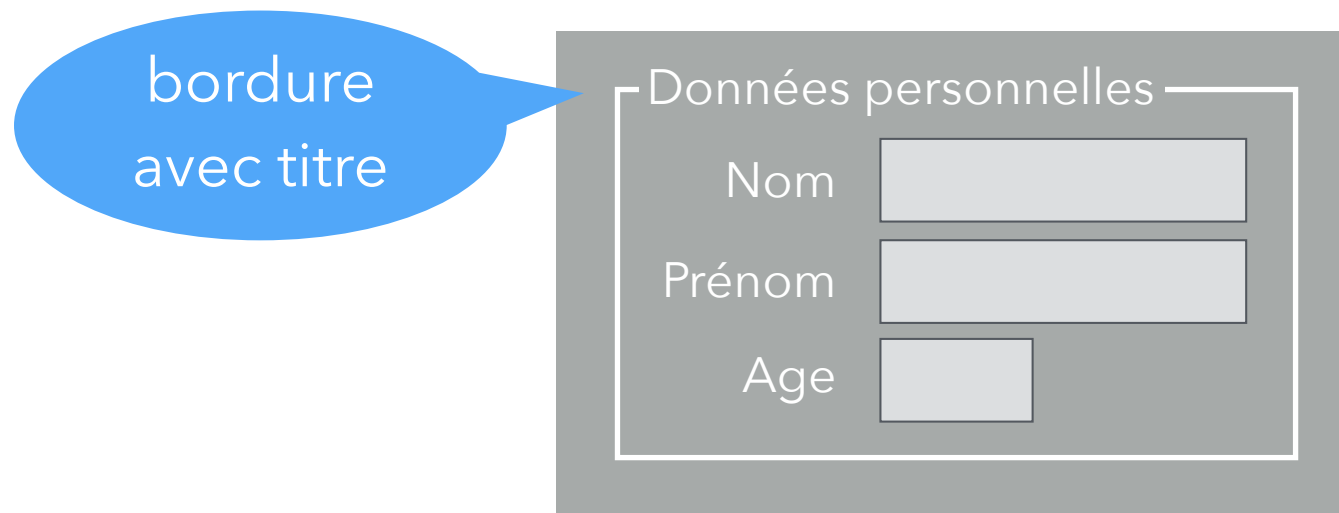 bordure
avec titre
Données personnelles
Nom
Prénom
Age